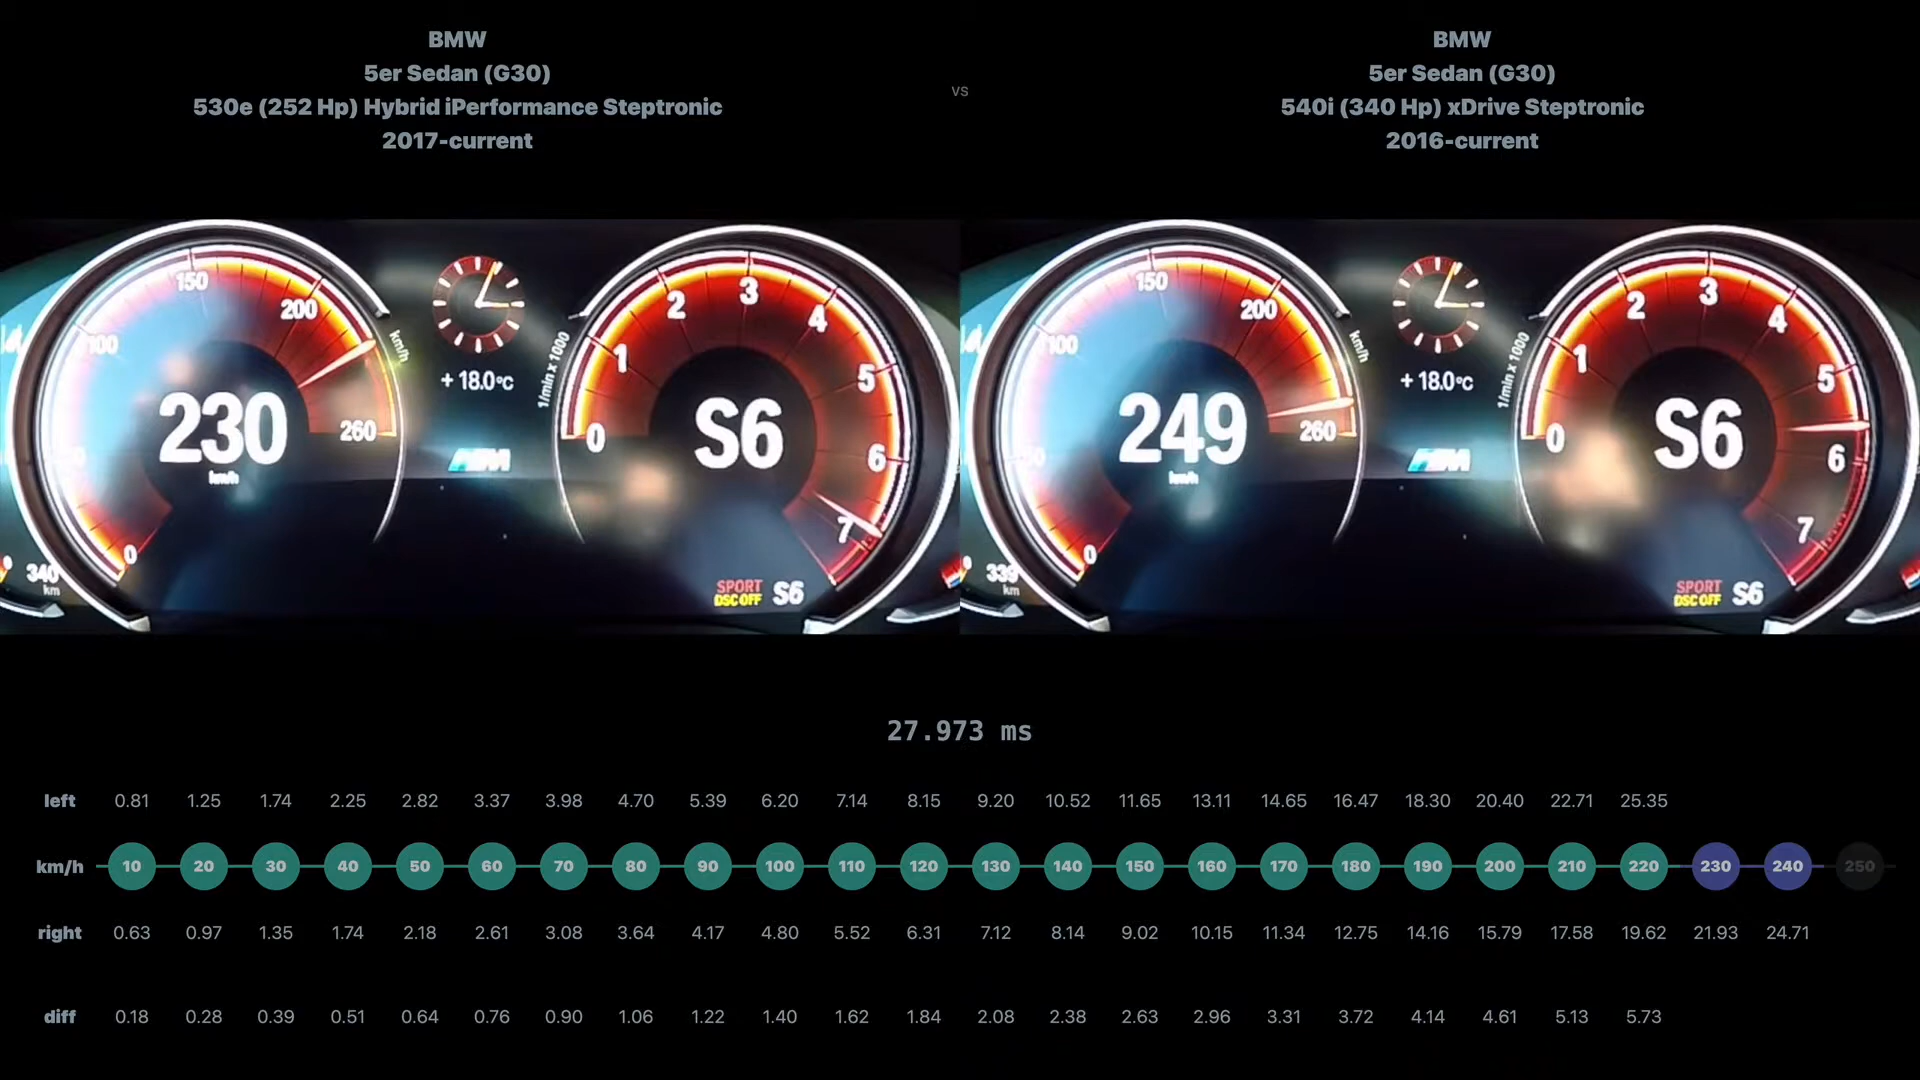 BMW
5er Sedan (G30)
530e (252 Hp) Hybrid iPerformance Steptronic
2017-current
vs
BMW
5er Sedan (G30)
540i (340 Hp) xDrive Steptronic
2016-current
0 100 150 200 260 km/h
230
km/h
+ 18.0°C
M
1/min x 1000
0 1 2 3 4 5 6 7
S6
SPORT
DSC OFF
S6
340
km
0 50 100 150 200 260 km/h
249
km/h
+ 18.0°C
M
1/min x 1000
0 1 2 3 4 5 6 7
S6
SPORT
DSC OFF
S6
339
km
27.973 ms
left 0.81 1.25 1.74 2.25 2.82 3.37 3.98 4.70 5.39 6.20 7.14 8.15 9.20 10.52 11.65 13.11 14.65 16.47 18.30 20.40 22.71 25.35
km/h 10 20 30 40 50 60 70 80 90 100 110 120 130 140 150 160 170 180 190 200 210 220 230 240 250
right 0.63 0.97 1.35 1.74 2.18 2.61 3.08 3.64 4.17 4.80 5.52 6.31 7.12 8.14 9.02 10.15 11.34 12.75 14.16 15.79 17.58 19.62 21.93 24.71
diff 0.18 0.28 0.39 0.51 0.64 0.76 0.90 1.06 1.22 1.40 1.62 1.84 2.08 2.38 2.63 2.96 3.31 3.72 4.14 4.61 5.13 5.73